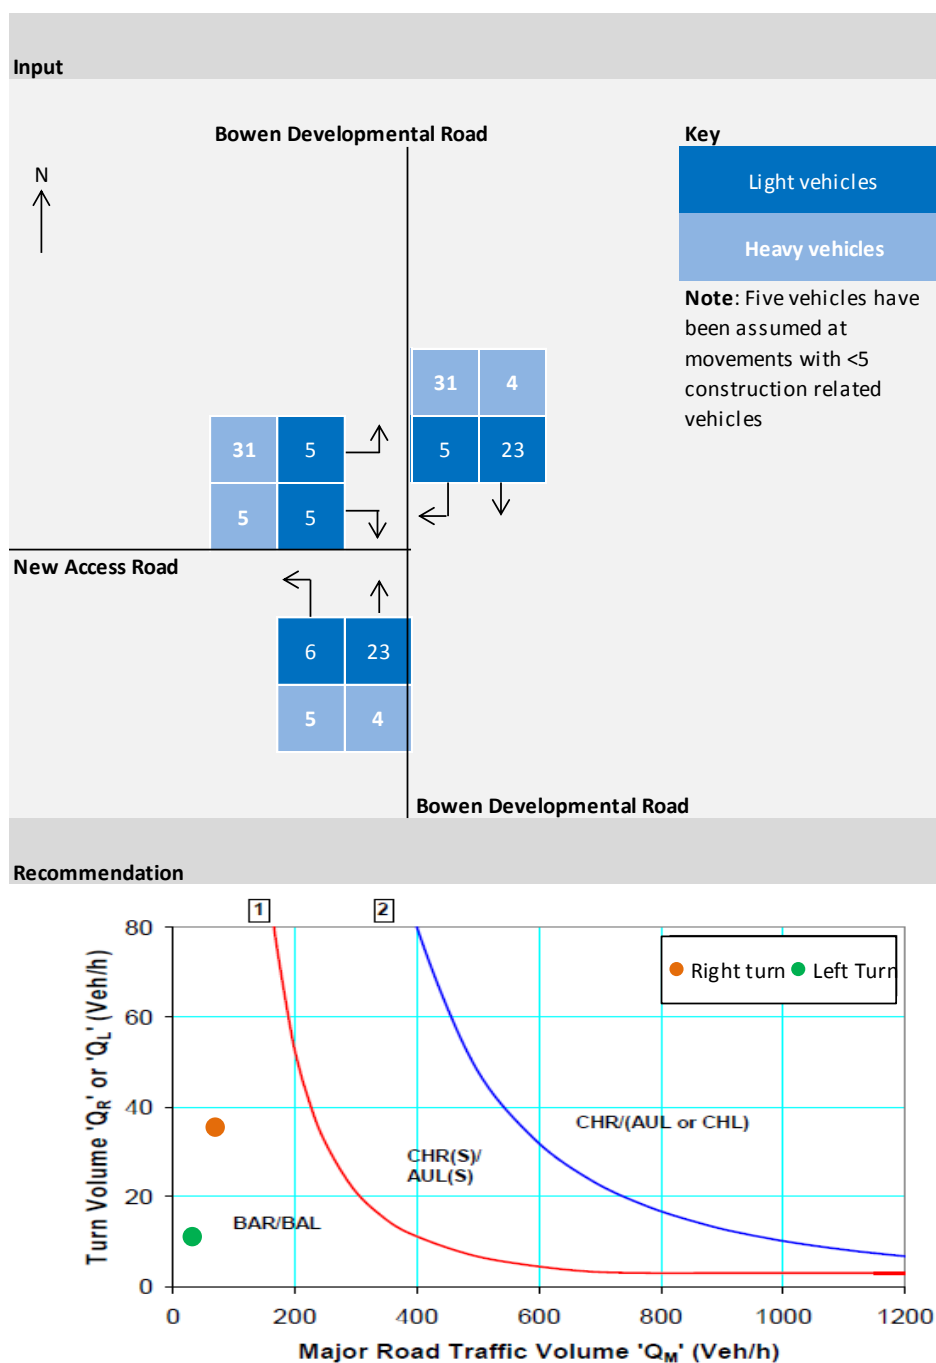 Input
Bowen Developmental Road
Key
N
Light vehicles
Heavy vehicles
Note: Five vehicles have
been assumed at
movements with <5
construction related
vehicles
31 4
5 23
31 5
5 5
New Access Road
6 23
5 4
Bowen Developmental Road
Recommendation
1 2
80
60
40
20
0
Turn Volume 'QR' or 'QL' (Veh/h)
Right turn Left Turn
CHR/(AUL or CHL)
CHR(S)/
AUL(S)
BAR/BAL
0 200 400 600 800 1000 1200
Major Road Traffic Volume 'QM' (Veh/h)